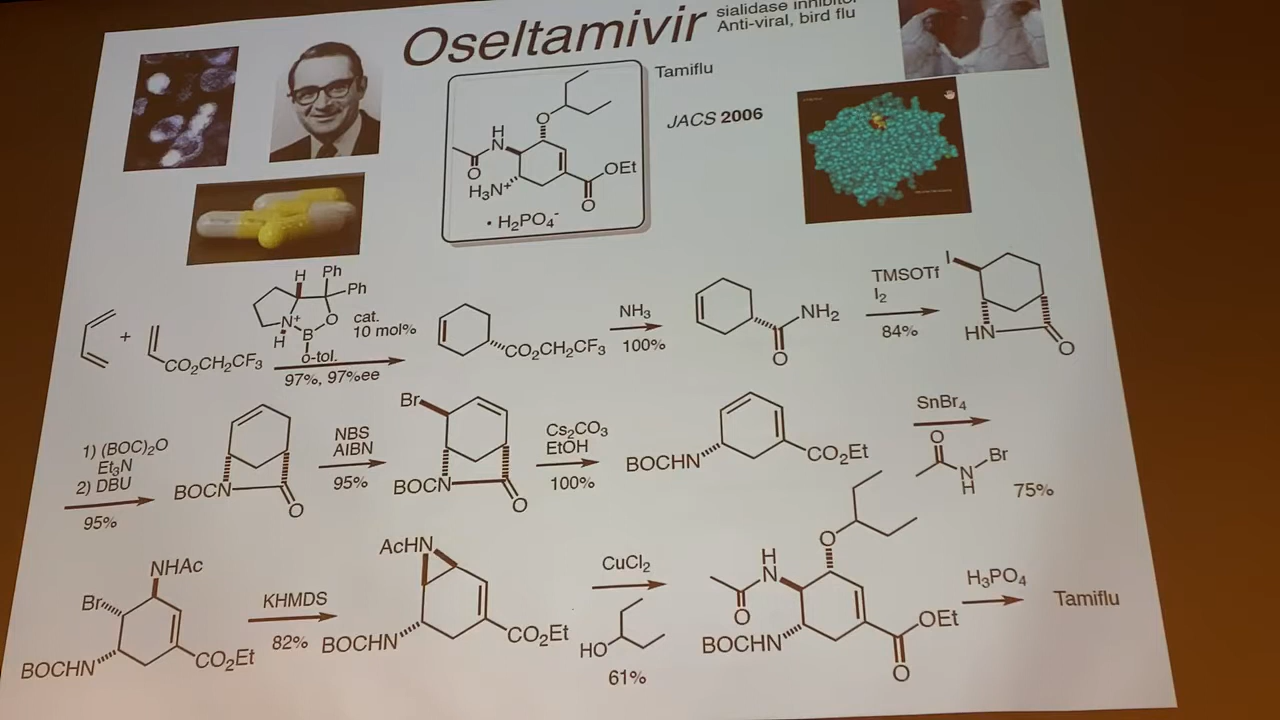 Oseltamivir
sialidase inhibitor
Anti-viral, bird flu
Tamiflu
JACS 2006
H
N
O
O
H₃N⁺
OEt
O
• H₂PO₄⁻
+
CO₂CH₂CF₃
H
Ph
Ph
N⁺
H
B
O
o-tol.
cat.
10 mol%
97%, 97%ee
CO₂CH₂CF₃
NH₃
100%
NH₂
O
TMSOTf
I₂
84%
I
HN
O
1) (BOC)₂O
Et₃N
2) DBU
95%
BOCN
O
NBS
AIBN
95%
Br
BOCN
O
Cs₂CO₃
EtOH
100%
BOCHN
CO₂Et
SnBr₄
O
N
H
Br
75%
NHAc
Br
BOCHN
CO₂Et
KHMDS
82%
AcHN
BOCHN
CO₂Et
CuCl₂
HO
61%
H
N
O
O
BOCHN
OEt
O
H₃PO₄
Tamiflu